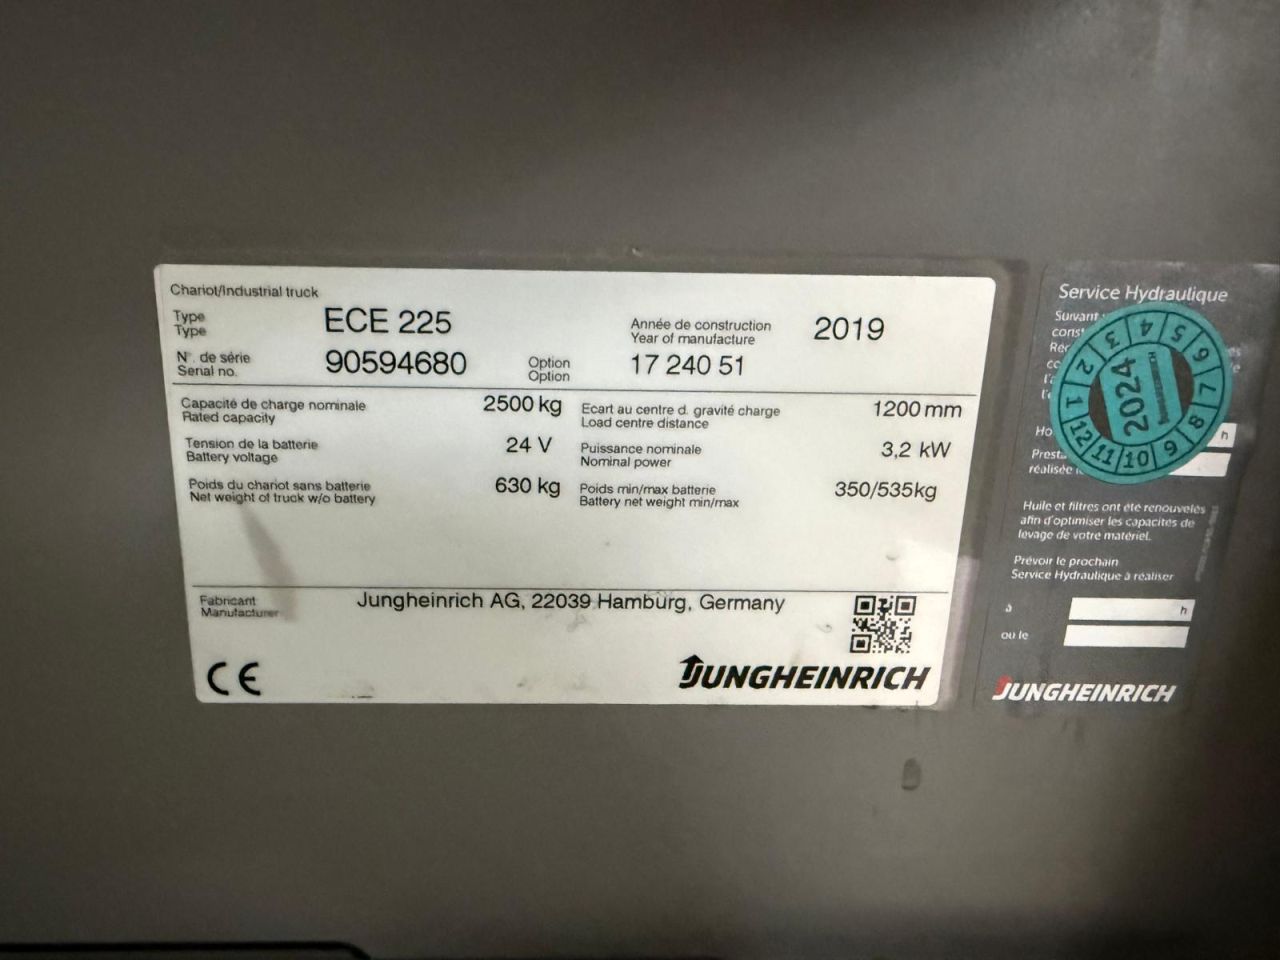 Chariot/Industrial truck
Type
Type
ECE 225
Année de construction
Year of manufacture
2019
N°. de série
Serial no.
90594680
Option
Option
17 240 51
Capacité de charge nominale
Rated capacity
2500 kg
Ecart au centre d. gravité charge
Load centre distance
1200 mm
Tension de la batterie
Battery voltage
24 V
Puissance nominale
Nominal power
3,2 kW
Poids du chariot sans batterie
Net weight of truck w/o battery
630 kg
Poids min/max batterie
Battery net weight min/max
350/535kg
Fabricant
Manufacturer
Jungheinrich AG, 22039 Hamburg, Germany
CE
JUNGHEINRICH
Service Hydraulique
Suivant
1 2 3 4 5 6 7 8 9 10 11 12
2024
h
réalisée
Huile et filtres ont été renouvelés
afin d'optimiser les capacités de
levage de votre matériel.
Prévoir le prochain
Service Hydraulique à réaliser
à
h
ou le
JUNGHEINRICH